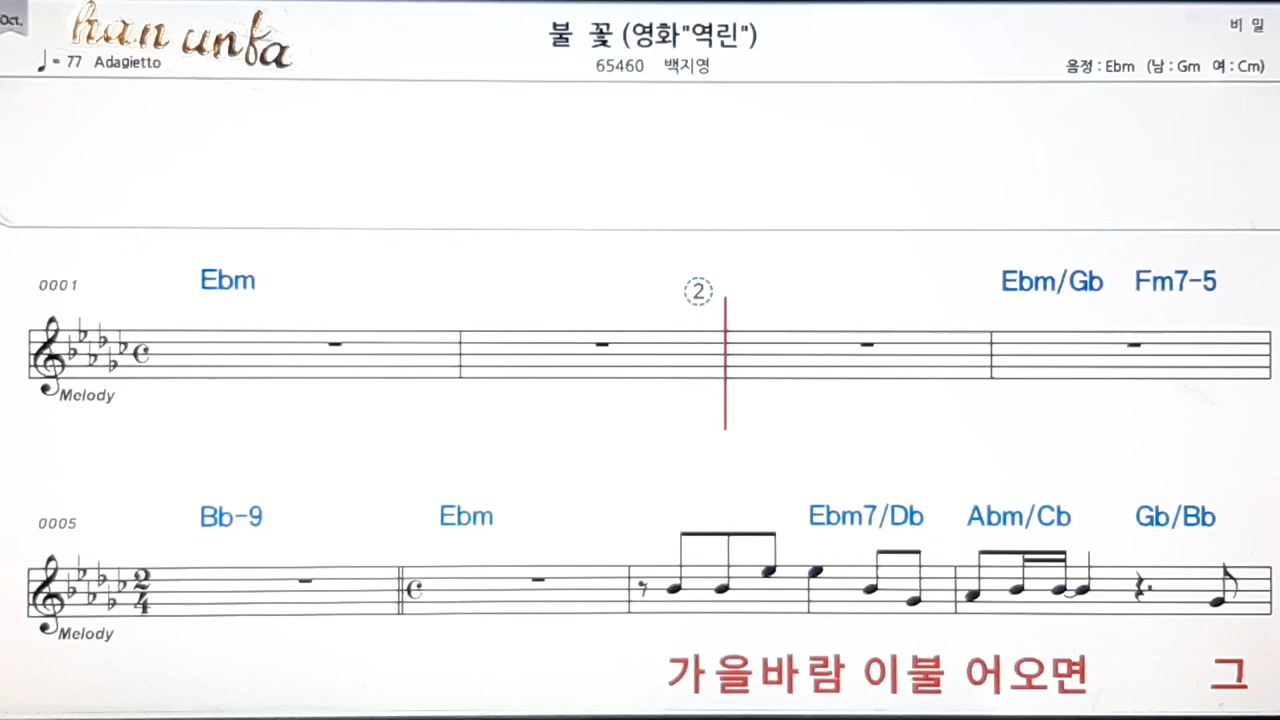 Oct.
han unfa
불 꽃 (영화"역린")
비 밀
♩= 77 Adagietto
65460 백지영
음정 : Ebm (남 : Gm 여 : Cm)
0001 Ebm ② Ebm/Gb Fm7-5
Melody
0005 Bb-9 Ebm Ebm7/Db Abm/Cb Gb/Bb
2/4
Melody
가을바람 이불 어오면 그